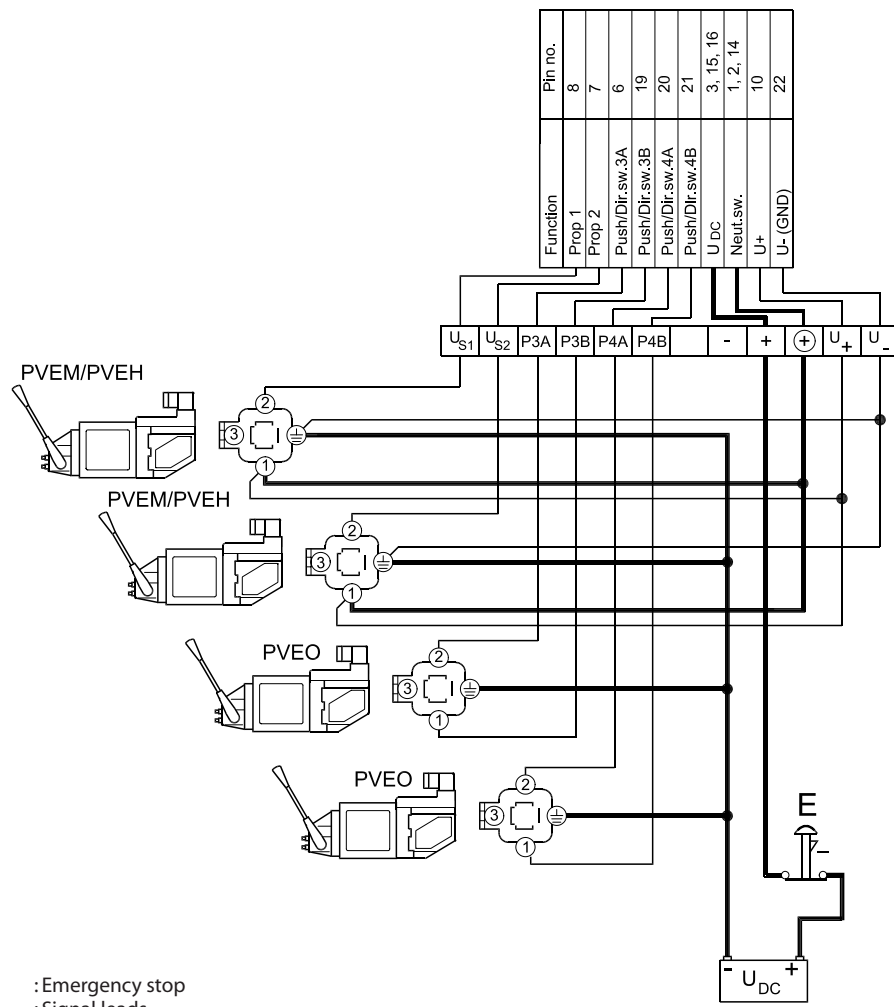 Pin no. 8 7 6 19 20 21 3, 15, 16 1, 2, 14 10 22
Function Prop 1 Prop 2 Push/Dir.sw.3A Push/Dir.sw.3B Push/Dir.sw.4A Push/DIr.sw.4B U DC Neut.sw. U+ U- (GND)
US1 US2 P3A P3B P4A P4B - + + U+ U-
PVEM/PVEH
2
3
1
PVEM/PVEH
2
3
1
PVEO
2
3
1
PVEO
2
3
1
E
- UDC +
: Emergency stop
: Signal leads